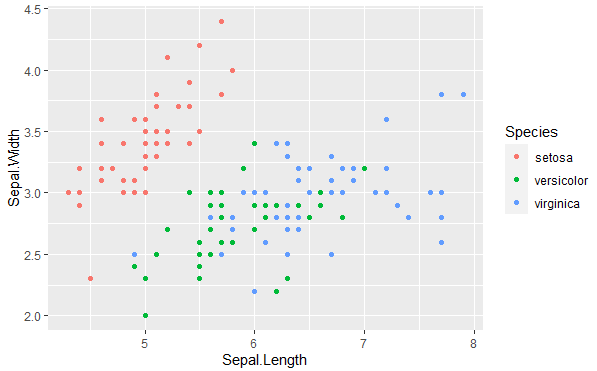 4.5
4.0
3.5
3.0
2.5
2.0
Sepal.Width
5
6
7
8
Sepal.Length
Species
setosa
versicolor
virginica